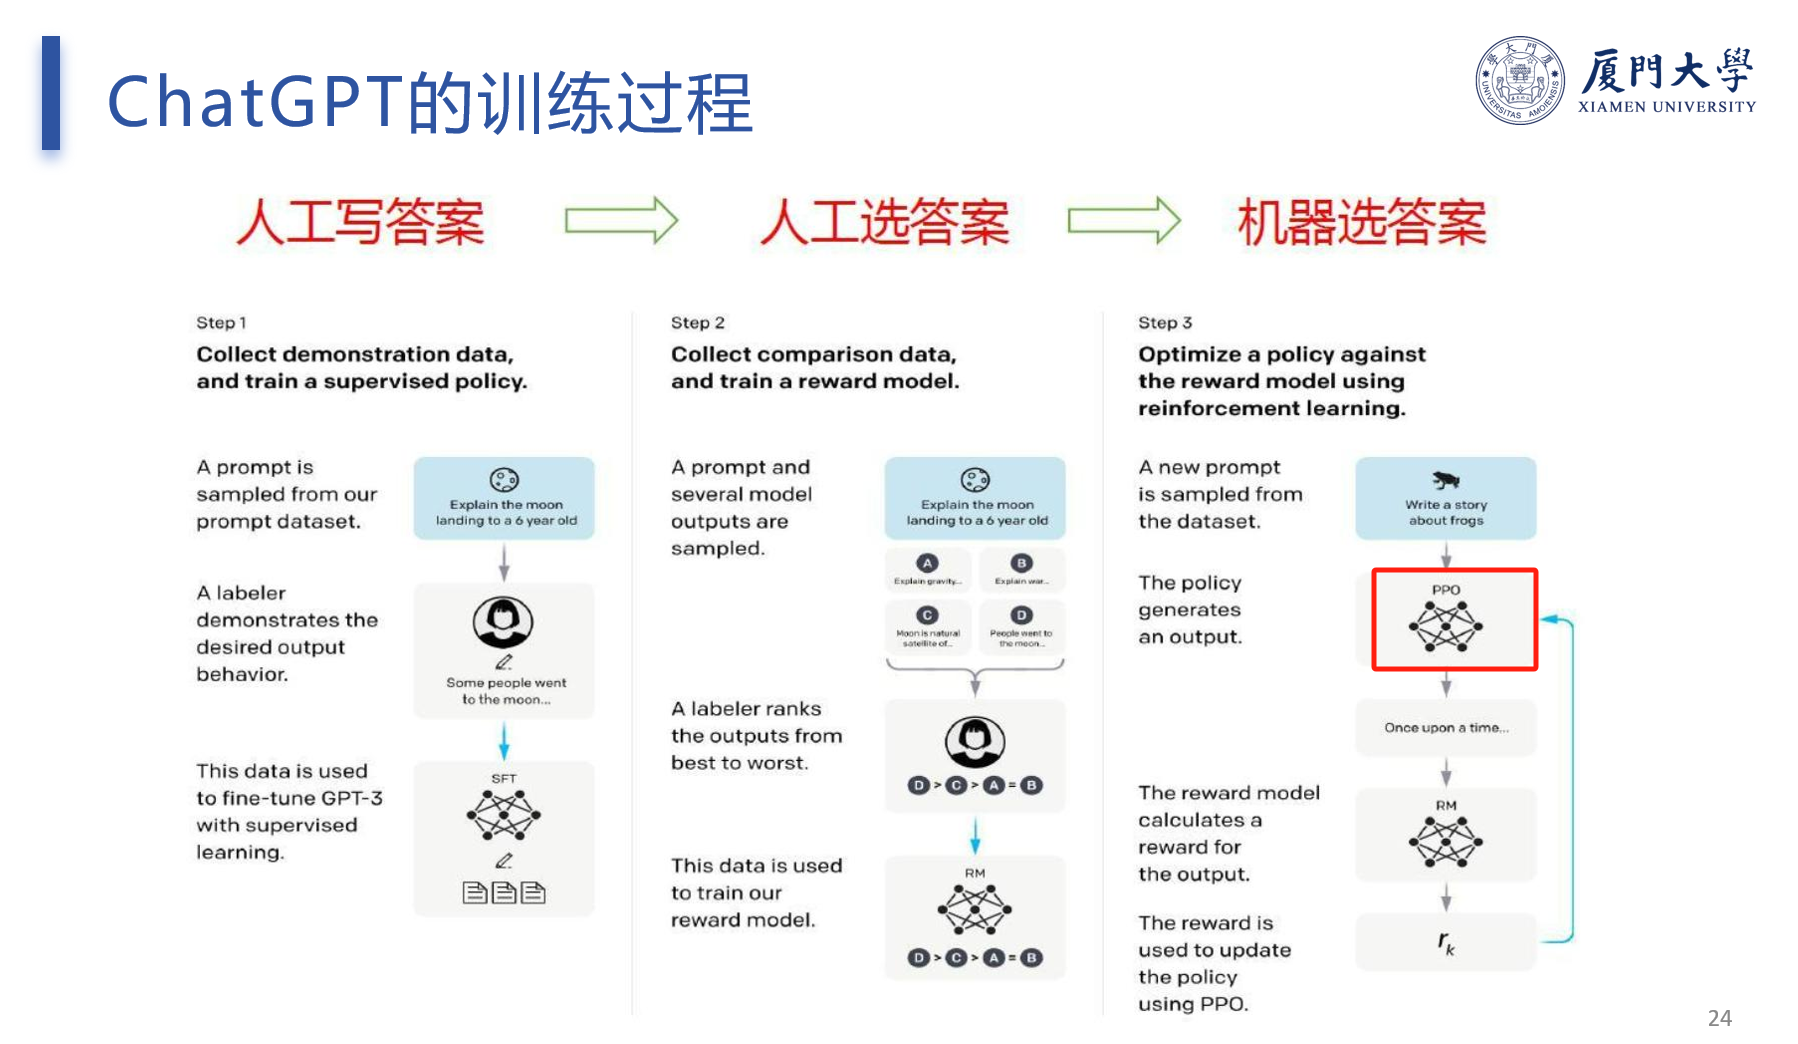 ChatGPT的训练过程
厦門大學
XIAMEN UNIVERSITY
人工写答案
人工选答案
机器选答案
Step 1
Collect demonstration data,
and train a supervised policy.
A prompt is
sampled from our
prompt dataset.
Explain the moon
landing to a 6 year old
A labeler
demonstrates the
desired output
behavior.
Some people went
to the moon...
This data is used
to fine-tune GPT-3
with supervised
learning.
SFT
Step 2
Collect comparison data,
and train a reward model.
A prompt and
several model
outputs are
sampled.
Explain the moon
landing to a 6 year old
A
Explain gravity...
B
Explain war...
C
Moon is natural
satellite of...
D
People went to
the moon...
A labeler ranks
the outputs from
best to worst.
D > C > A = B
This data is used
to train our
reward model.
RM
D > C > A = B
Step 3
Optimize a policy against
the reward model using
reinforcement learning.
A new prompt
is sampled from
the dataset.
Write a story
about frogs
The policy
generates
an output.
PPO
Once upon a time...
The reward model
calculates a
reward for
the output.
RM
The reward is
used to update
the policy
using PPO.
rk
24